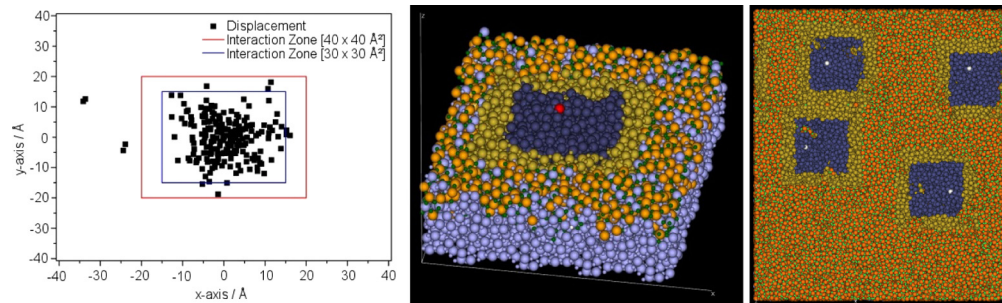 40
30
20
10
0
-10
-20
-30
-40
y-axis / Å
-40 -30 -20 -10 0 10 20 30 40
x-axis / Å
Displacement
Interaction Zone [40 x 40 Å²]
Interaction Zone [30 x 30 Å²]
z
x